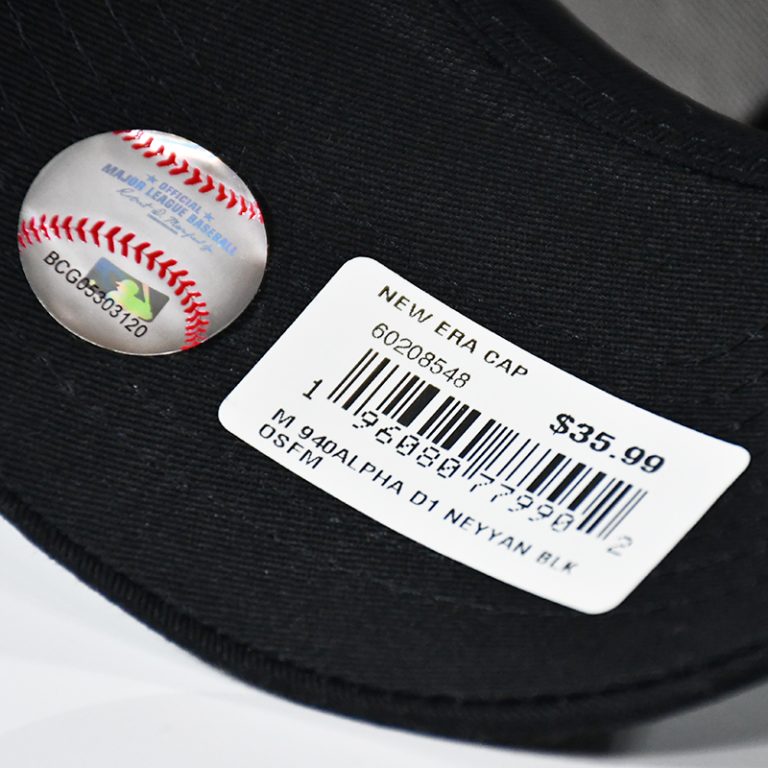 OFFICIAL
MAJOR LEAGUE BASEBALL
BCG05303120
NEW ERA CAP
60208548
$35.99
1 96080 77990 2
M 940ALPHA D1 NEYYAN BLK
OSFM